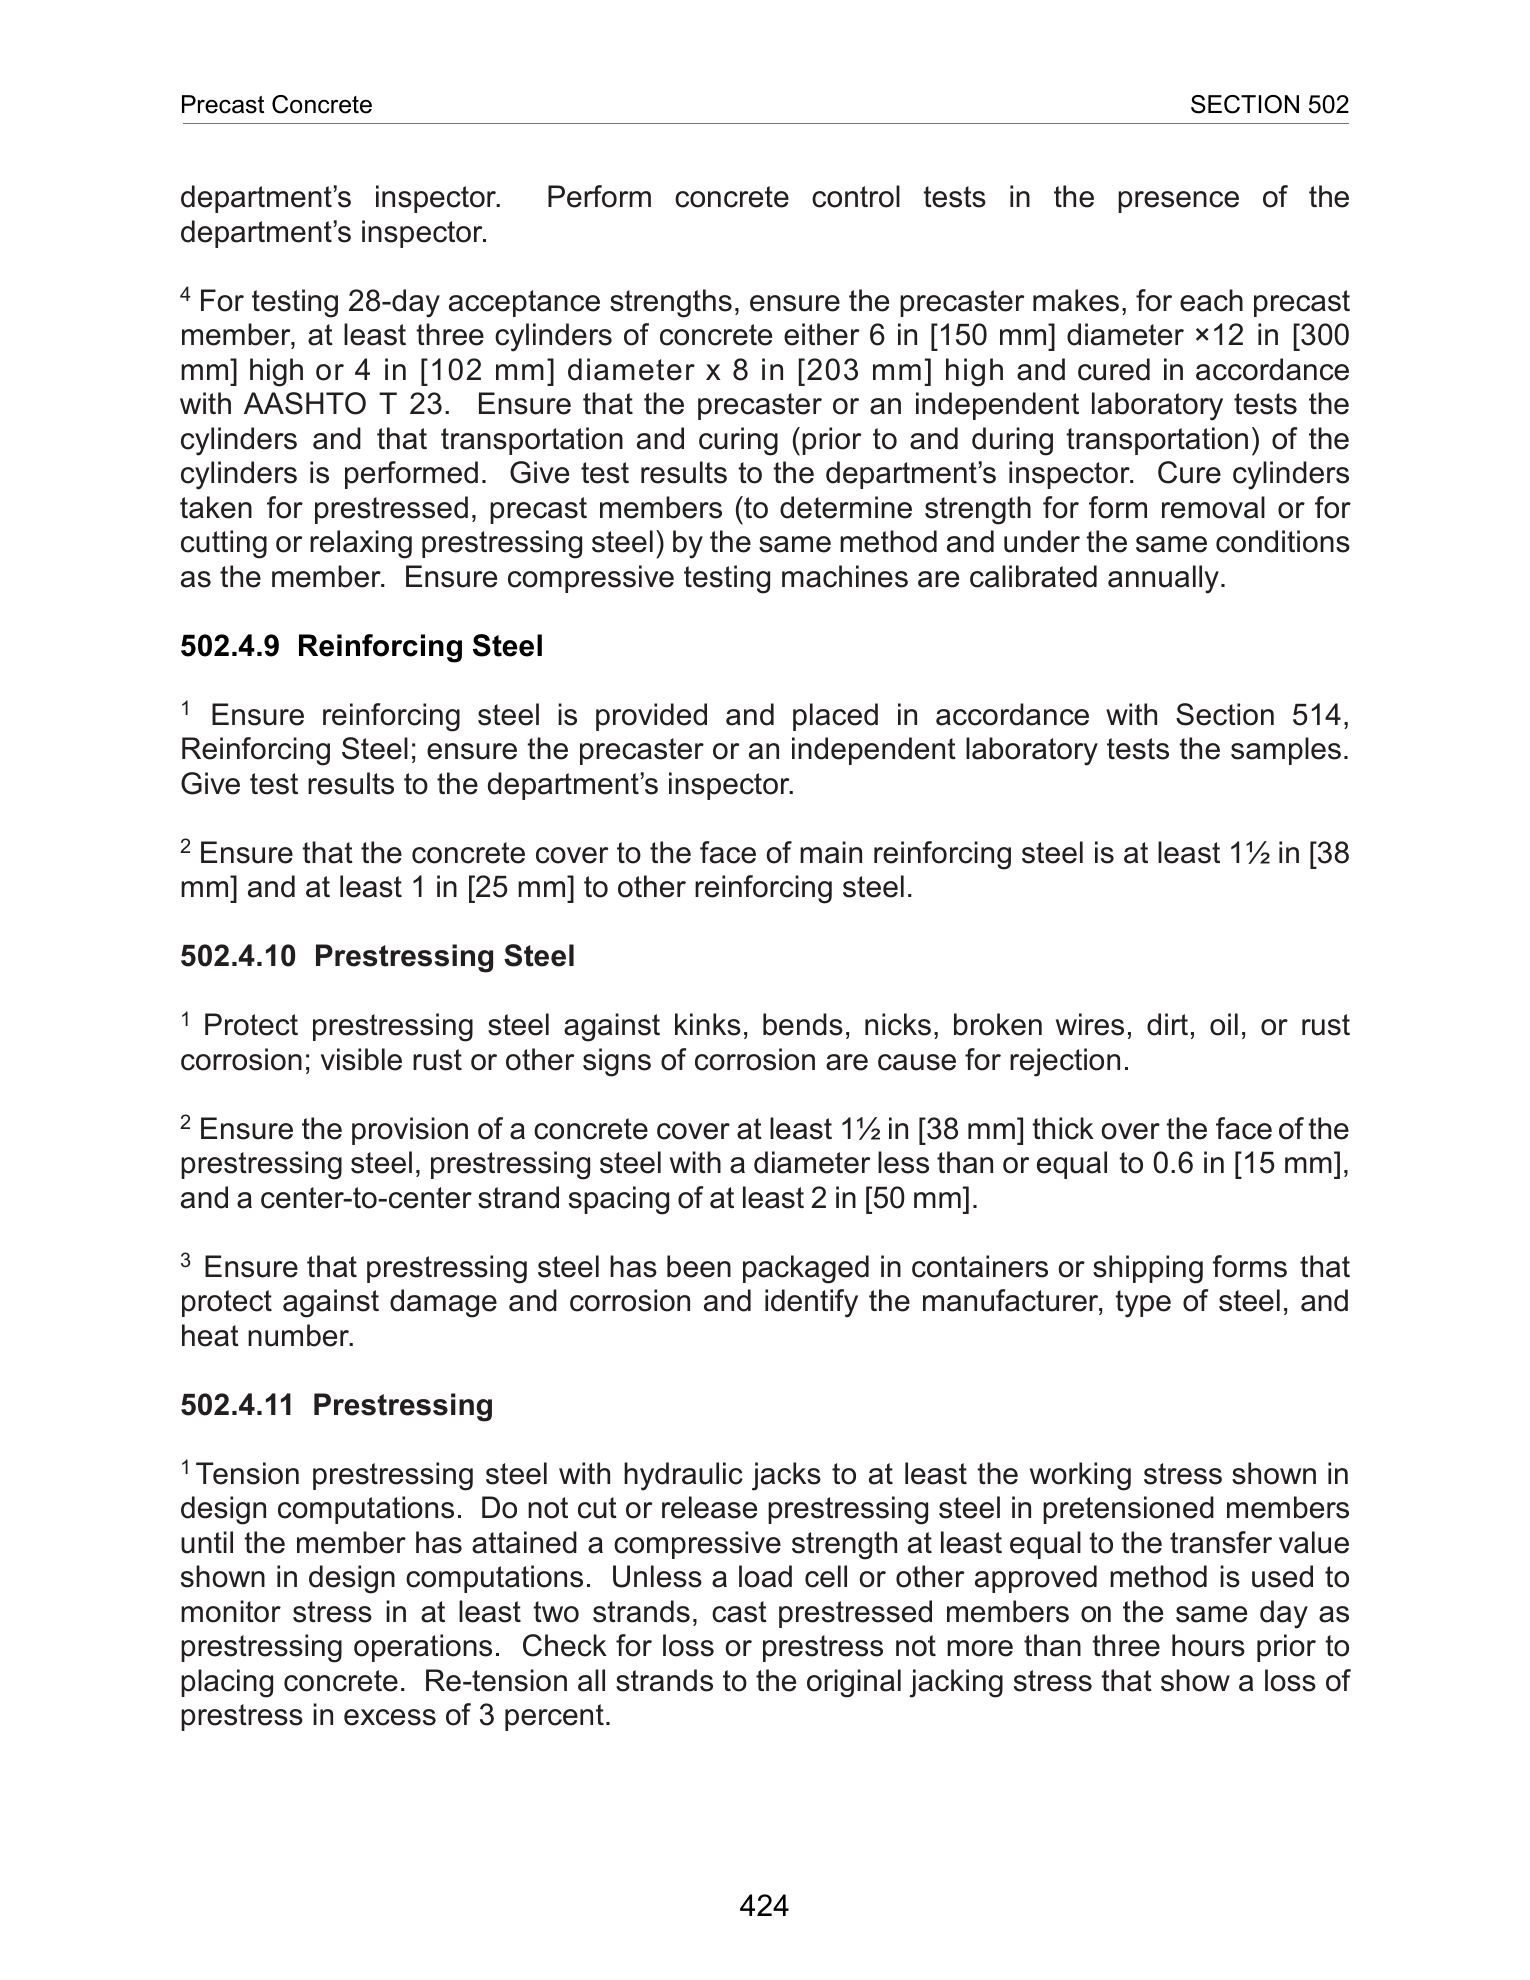 Precast Concrete SECTION 502
department’s inspector. Perform concrete control tests in the presence of the
department’s inspector.
4 For testing 28-day acceptance strengths, ensure the precaster makes, for each precast
member, at least three cylinders of concrete either 6 in [150 mm] diameter ×12 in [300
mm] high or 4 in [102 mm] diameter x 8 in [203 mm] high and cured in accordance
with AASHTO T 23. Ensure that the precaster or an independent laboratory tests the
cylinders and that transportation and curing (prior to and during transportation) of the
cylinders is performed. Give test results to the department’s inspector. Cure cylinders
taken for prestressed, precast members (to determine strength for form removal or for
cutting or relaxing prestressing steel) by the same method and under the same conditions
as the member. Ensure compressive testing machines are calibrated annually.
502.4.9 Reinforcing Steel
1 Ensure reinforcing steel is provided and placed in accordance with Section 514,
Reinforcing Steel; ensure the precaster or an independent laboratory tests the samples.
Give test results to the department’s inspector.
2 Ensure that the concrete cover to the face of main reinforcing steel is at least 1½ in [38
mm] and at least 1 in [25 mm] to other reinforcing steel.
502.4.10 Prestressing Steel
1 Protect prestressing steel against kinks, bends, nicks, broken wires, dirt, oil, or rust
corrosion; visible rust or other signs of corrosion are cause for rejection.
2 Ensure the provision of a concrete cover at least 1½ in [38 mm] thick over the face of the
prestressing steel, prestressing steel with a diameter less than or equal to 0.6 in [15 mm],
and a center-to-center strand spacing of at least 2 in [50 mm].
3 Ensure that prestressing steel has been packaged in containers or shipping forms that
protect against damage and corrosion and identify the manufacturer, type of steel, and
heat number.
502.4.11 Prestressing
1 Tension prestressing steel with hydraulic jacks to at least the working stress shown in
design computations. Do not cut or release prestressing steel in pretensioned members
until the member has attained a compressive strength at least equal to the transfer value
shown in design computations. Unless a load cell or other approved method is used to
monitor stress in at least two strands, cast prestressed members on the same day as
prestressing operations. Check for loss or prestress not more than three hours prior to
placing concrete. Re-tension all strands to the original jacking stress that show a loss of
prestress in excess of 3 percent.
424